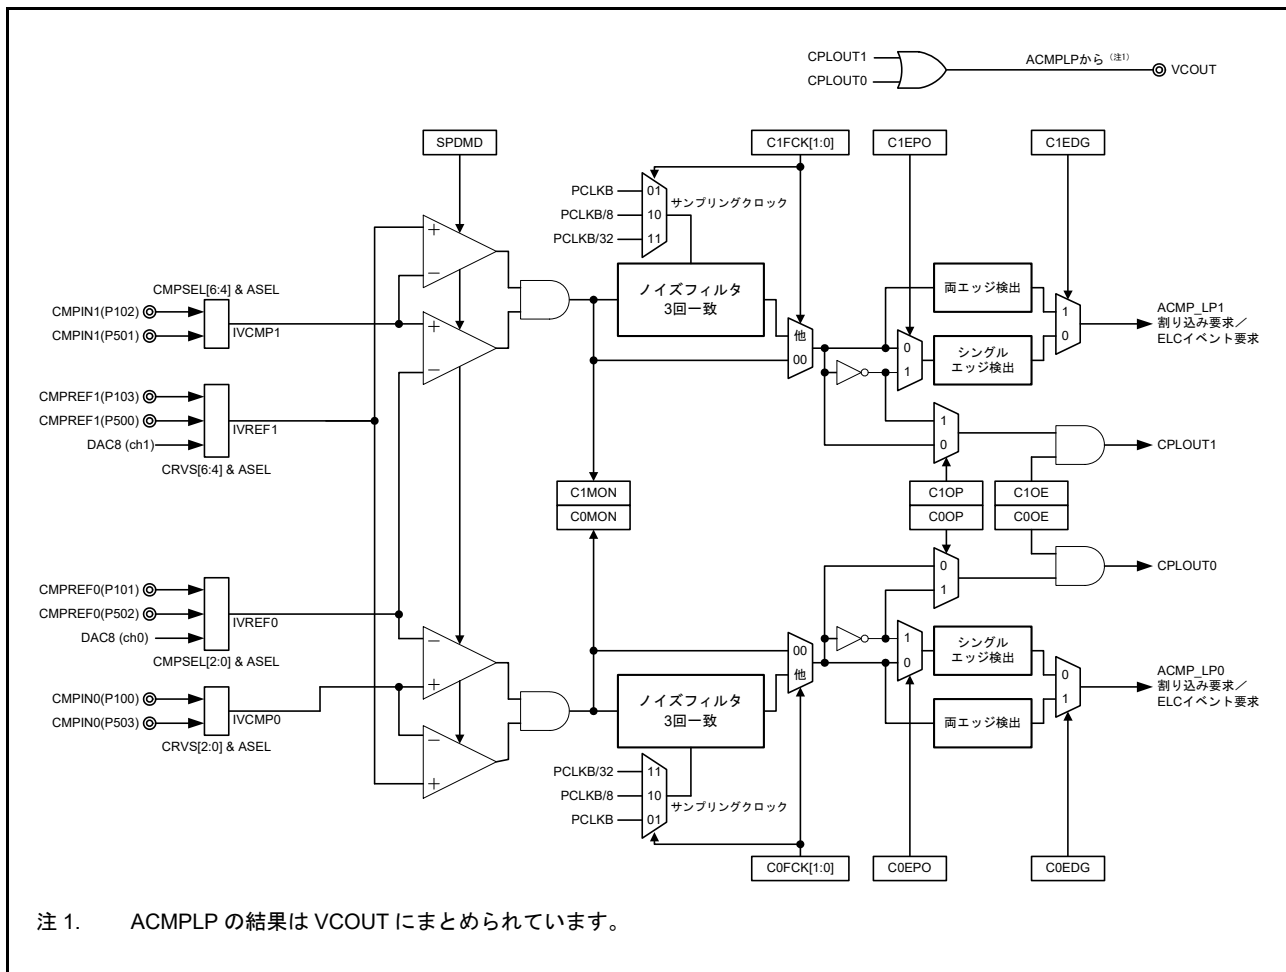 CPLOUT1
CPLOUT0
ACMPLPから (注1)
VCOUT
SPDMD
C1FCK[1:0]
C1EPO
C1EDG
PCLKB
PCLKB/8
PCLKB/32
01
10
11
サンプリングクロック
CMPSEL[6:4] & ASEL
CMPIN1(P102)
CMPIN1(P501)
IVCMP1
+
−
+
−
ノイズフィルタ
3回一致
他
00
0
1
両エッジ検出
シングル
エッジ検出
1
0
ACMP_LP1
割り込み要求／
ELCイベント要求
CMPREF1(P103)
CMPREF1(P500)
DAC8 (ch1)
IVREF1
CRVS[6:4] & ASEL
1
0
CPLOUT1
C1MON
C0MON
C1OP
C0OP
C1OE
C0OE
CMPREF0(P101)
CMPREF0(P502)
DAC8 (ch0)
IVREF0
CMPSEL[2:0] & ASEL
0
1
CPLOUT0
CMPIN0(P100)
CMPIN0(P503)
IVCMP0
CRVS[2:0] & ASEL
−
+
−
+
ノイズフィルタ
3回一致
00
他
1
0
シングル
エッジ検出
両エッジ検出
0
1
ACMP_LP0
割り込み要求／
ELCイベント要求
PCLKB/32
PCLKB/8
PCLKB
11
10
01
サンプリングクロック
C0FCK[1:0]
C0EPO
C0EDG
注 1. ACMPLP の結果は VCOUT にまとめられています。